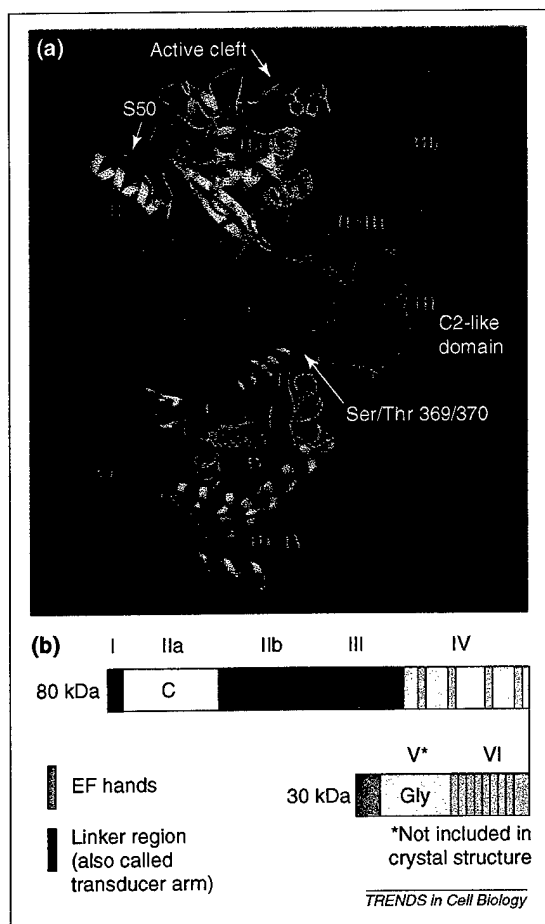 (a)
Active cleft
S50
C2-like
domain
Ser/Thr 369/370
(b)
I IIa IIb III IV
80 kDa
C
V* VI
EF hands
30 kDa
Gly
Linker region
(also called
transducer arm)
*Not included in
crystal structure
TRENDS in Cell Biology